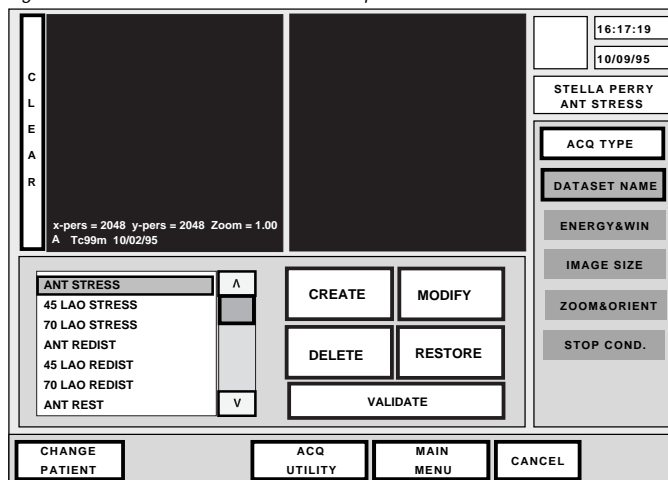 16:17:19
10/09/95
STELLA PERRY
ANT STRESS
C
L
E
A
R
x-pers = 2048 y-pers = 2048 Zoom = 1.00
A Tc99m 10/02/95
ACQ TYPE
DATASET NAME
ENERGY&WIN
IMAGE SIZE
ZOOM&ORIENT
STOP COND.
ANT STRESS
45 LAO STRESS
70 LAO STRESS
ANT REDIST
45 LAO REDIST
70 LAO REDIST
ANT REST
Λ
V
CREATE
MODIFY
DELETE
RESTORE
VALIDATE
CHANGE
PATIENT
ACQ
UTILITY
MAIN
MENU
CANCEL